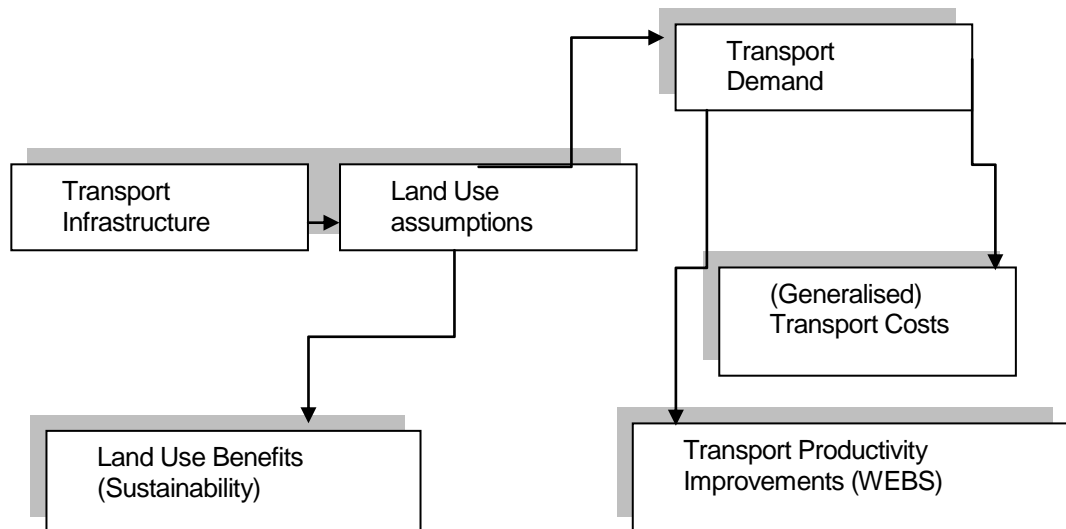 Transport
Demand
Transport
Infrastructure
Land Use
assumptions
(Generalised)
Transport Costs
Land Use Benefits
(Sustainability)
Transport Productivity
Improvements (WEBS)